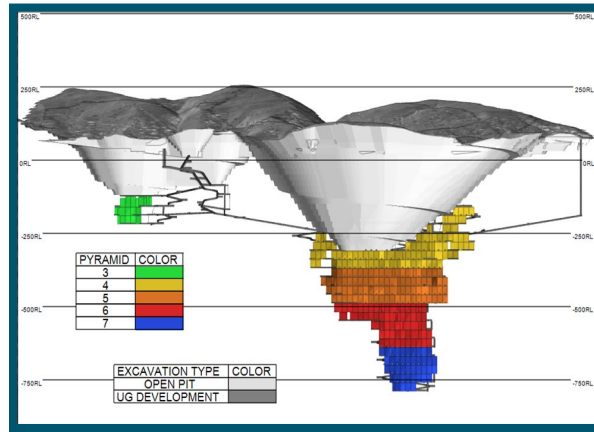 500RL 500RL
250RL 250RL
0RL 0RL
-250RL -250RL
PYRAMID COLOR
3
4
5
6
7
-500RL -500RL
EXCAVATION TYPE COLOR
OPEN PIT
UG DEVELOPMENT
-750RL -750RL